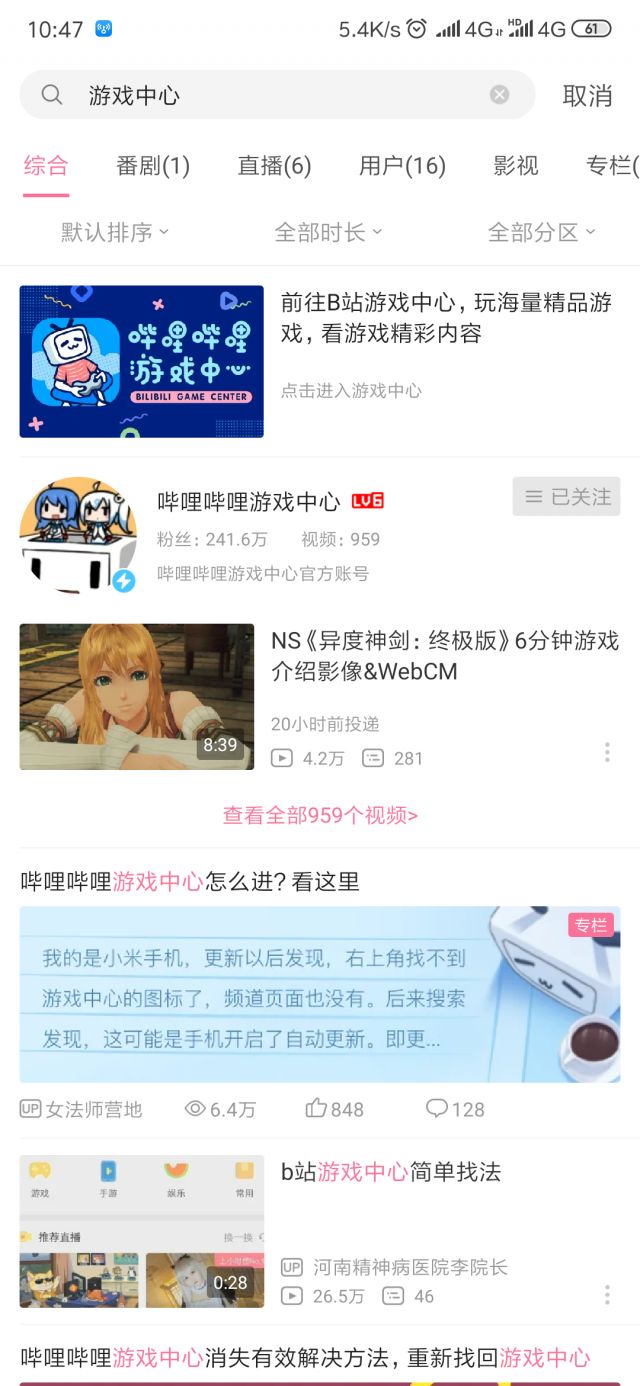 10:47
5.4K/s 4G HD 4G 61
游戏中心
取消
综合 番剧(1) 直播(6) 用户(16) 影视 专栏(
默认排序 全部时长 全部分区
哔哩哔哩
游戏中心
BILIBILI GAME CENTER
前往B站游戏中心，玩海量精品游
戏，看游戏精彩内容
点击进入游戏中心
哔哩哔哩游戏中心 LV6
已关注
粉丝：241.6万 视频：959
哔哩哔哩游戏中心官方账号
8:39
NS《异度神剑：终极版》6分钟游戏
介绍影像&WebCM
20小时前投递
4.2万 281
查看全部959个视频>
哔哩哔哩游戏中心怎么进？看这里
专栏
我的是小米手机，更新以后发现，右上角找不到
游戏中心的图标了，频道页面也没有。后来搜索
发现，这可能是手机开启了自动更新。即更...
UP 女法师营地 6.4万 848 128
游戏 手游 娱乐 常用
推荐直播 换一换
0:28
b站游戏中心简单找法
UP 河南精神病医院李院长
26.5万 46
哔哩哔哩游戏中心消失有效解决方法，重新找回游戏中心